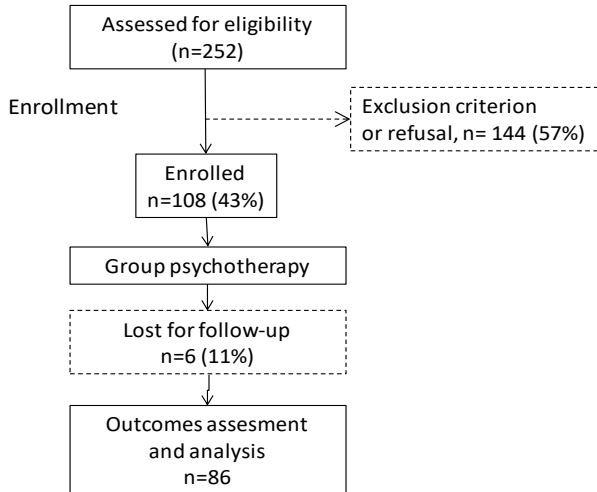 Assessed for eligibility
(n=252)
Enrollment
Exclusion criterion
or refusal, n= 144 (57%)
Enrolled
n=108 (43%)
Group psychotherapy
Lost for follow-up
n=6 (11%)
Outcomes assesment
and analysis
n=86